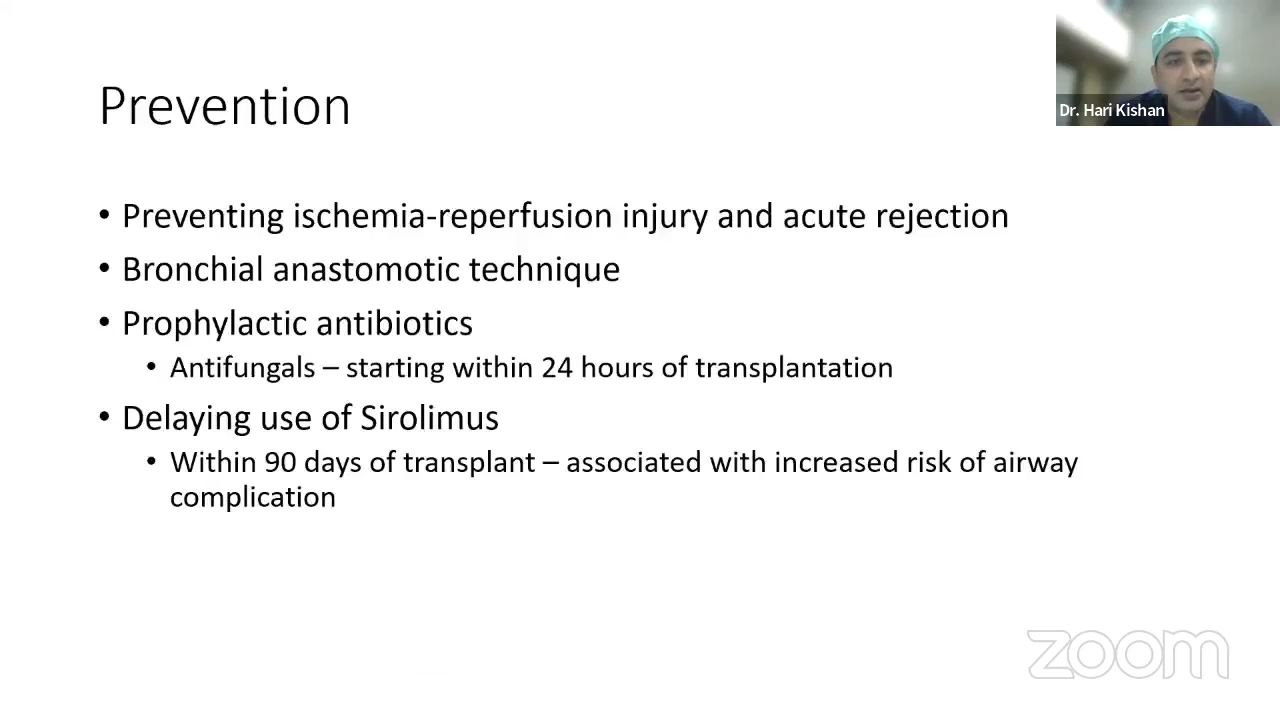 Dr. Hari Kishan
Prevention
• Preventing ischemia-reperfusion injury and acute rejection
• Bronchial anastomotic technique
• Prophylactic antibiotics
• Antifungals – starting within 24 hours of transplantation
• Delaying use of Sirolimus
• Within 90 days of transplant – associated with increased risk of airway
complication
zoom